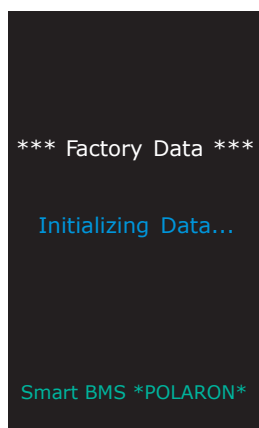 *** Factory Data ***
Initializing Data...
Smart BMS *POLARON*